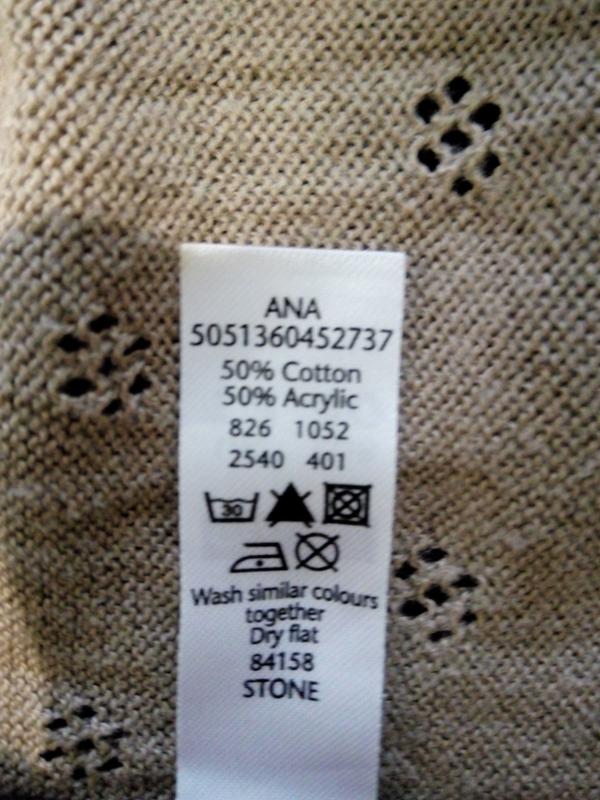 ANA
5051360452737
50% Cotton
50% Acrylic
826 1052
2540 401
30
Wash similar colours
together
Dry flat
84158
STONE